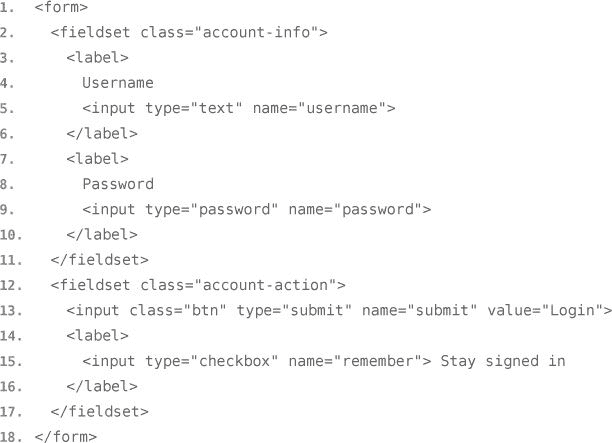 1. <form>
2. <fieldset class="account-info">
3. <label>
4. Username
5. <input type="text" name="username">
6. </label>
7. <label>
8. Password
9. <input type="password" name="password">
10. </label>
11. </fieldset>
12. <fieldset class="account-action">
13. <input class="btn" type="submit" name="submit" value="Login">
14. <label>
15. <input type="checkbox" name="remember"> Stay signed in
16. </label>
17. </fieldset>
18. </form>